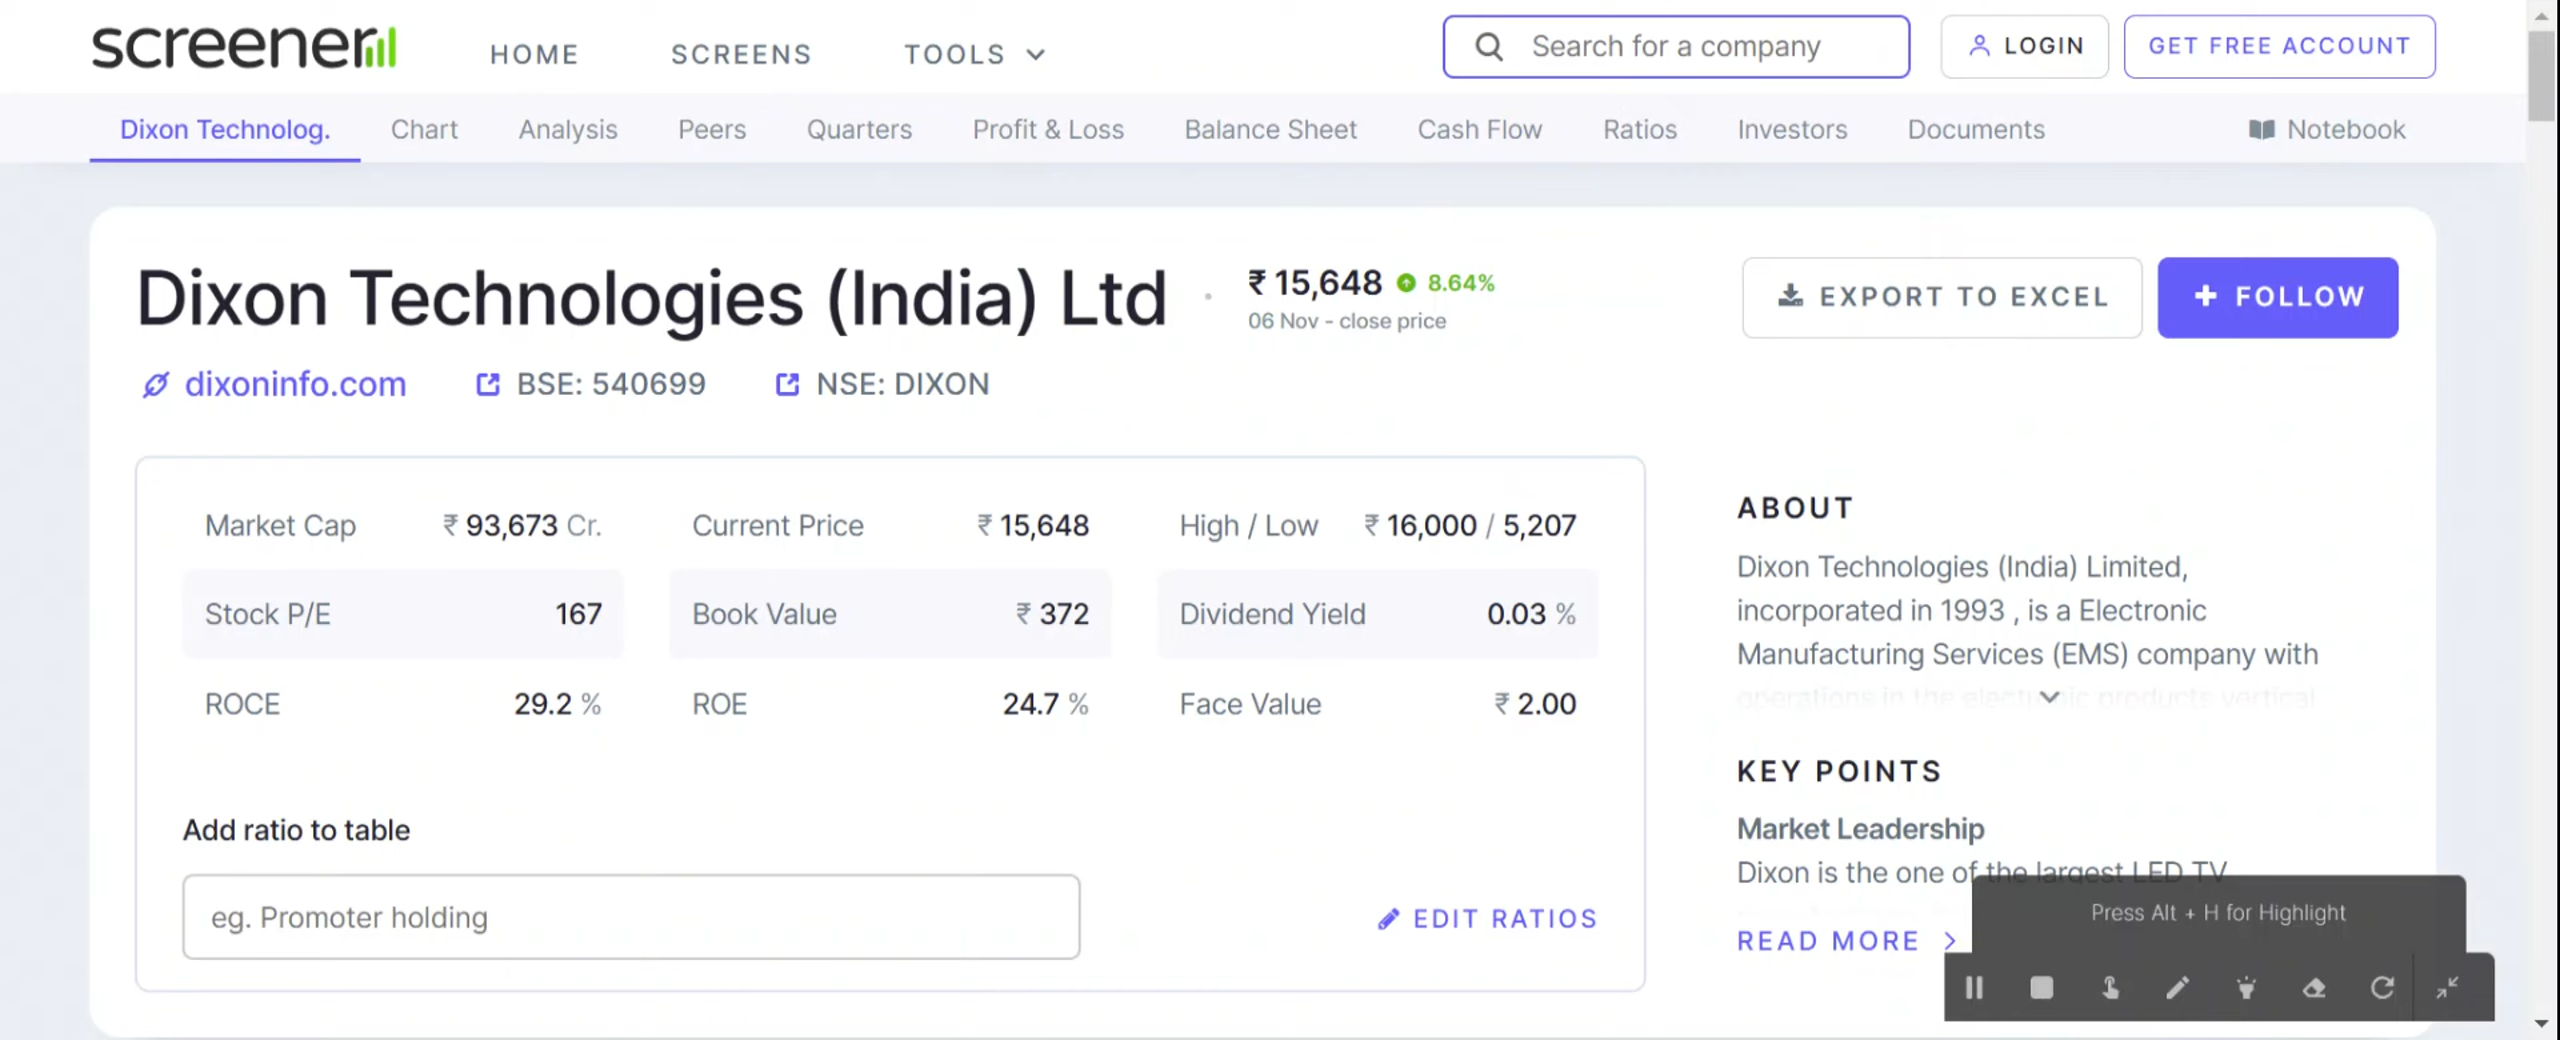 screener
HOME
SCREENS
TOOLS
Search for a company
LOGIN
GET FREE ACCOUNT
Dixon Technolog.
Chart
Analysis
Peers
Quarters
Profit & Loss
Balance Sheet
Cash Flow
Ratios
Investors
Documents
Notebook
Dixon Technologies (India) Ltd
₹ 15,648 8.64%
06 Nov - close price
EXPORT TO EXCEL
+ FOLLOW
dixoninfo.com
BSE: 540699
NSE: DIXON
Market Cap ₹ 93,673 Cr.
Current Price ₹ 15,648
High / Low ₹ 16,000 / 5,207
Stock P/E 167
Book Value ₹ 372
Dividend Yield 0.03 %
ROCE 29.2 %
ROE 24.7 %
Face Value ₹ 2.00
Add ratio to table
eg. Promoter holding
EDIT RATIOS
ABOUT
Dixon Technologies (India) Limited,
incorporated in 1993 , is a Electronic
Manufacturing Services (EMS) company with
operations in the electronic products vertical
KEY POINTS
Market Leadership
Dixon is the one of the largest LED TV
READ MORE
Press Alt + H for Highlight